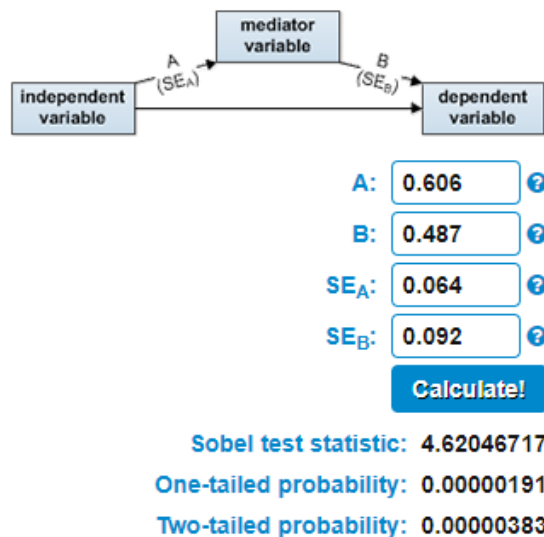 mediator
variable
A
(SEA)
B
(SEB)
independent
variable
dependent
variable
A: 0.606 ?
B: 0.487 ?
SEA: 0.064 ?
SEB: 0.092 ?
Calculate!
Sobel test statistic: 4.62046717
One-tailed probability: 0.00000191
Two-tailed probability: 0.00000383